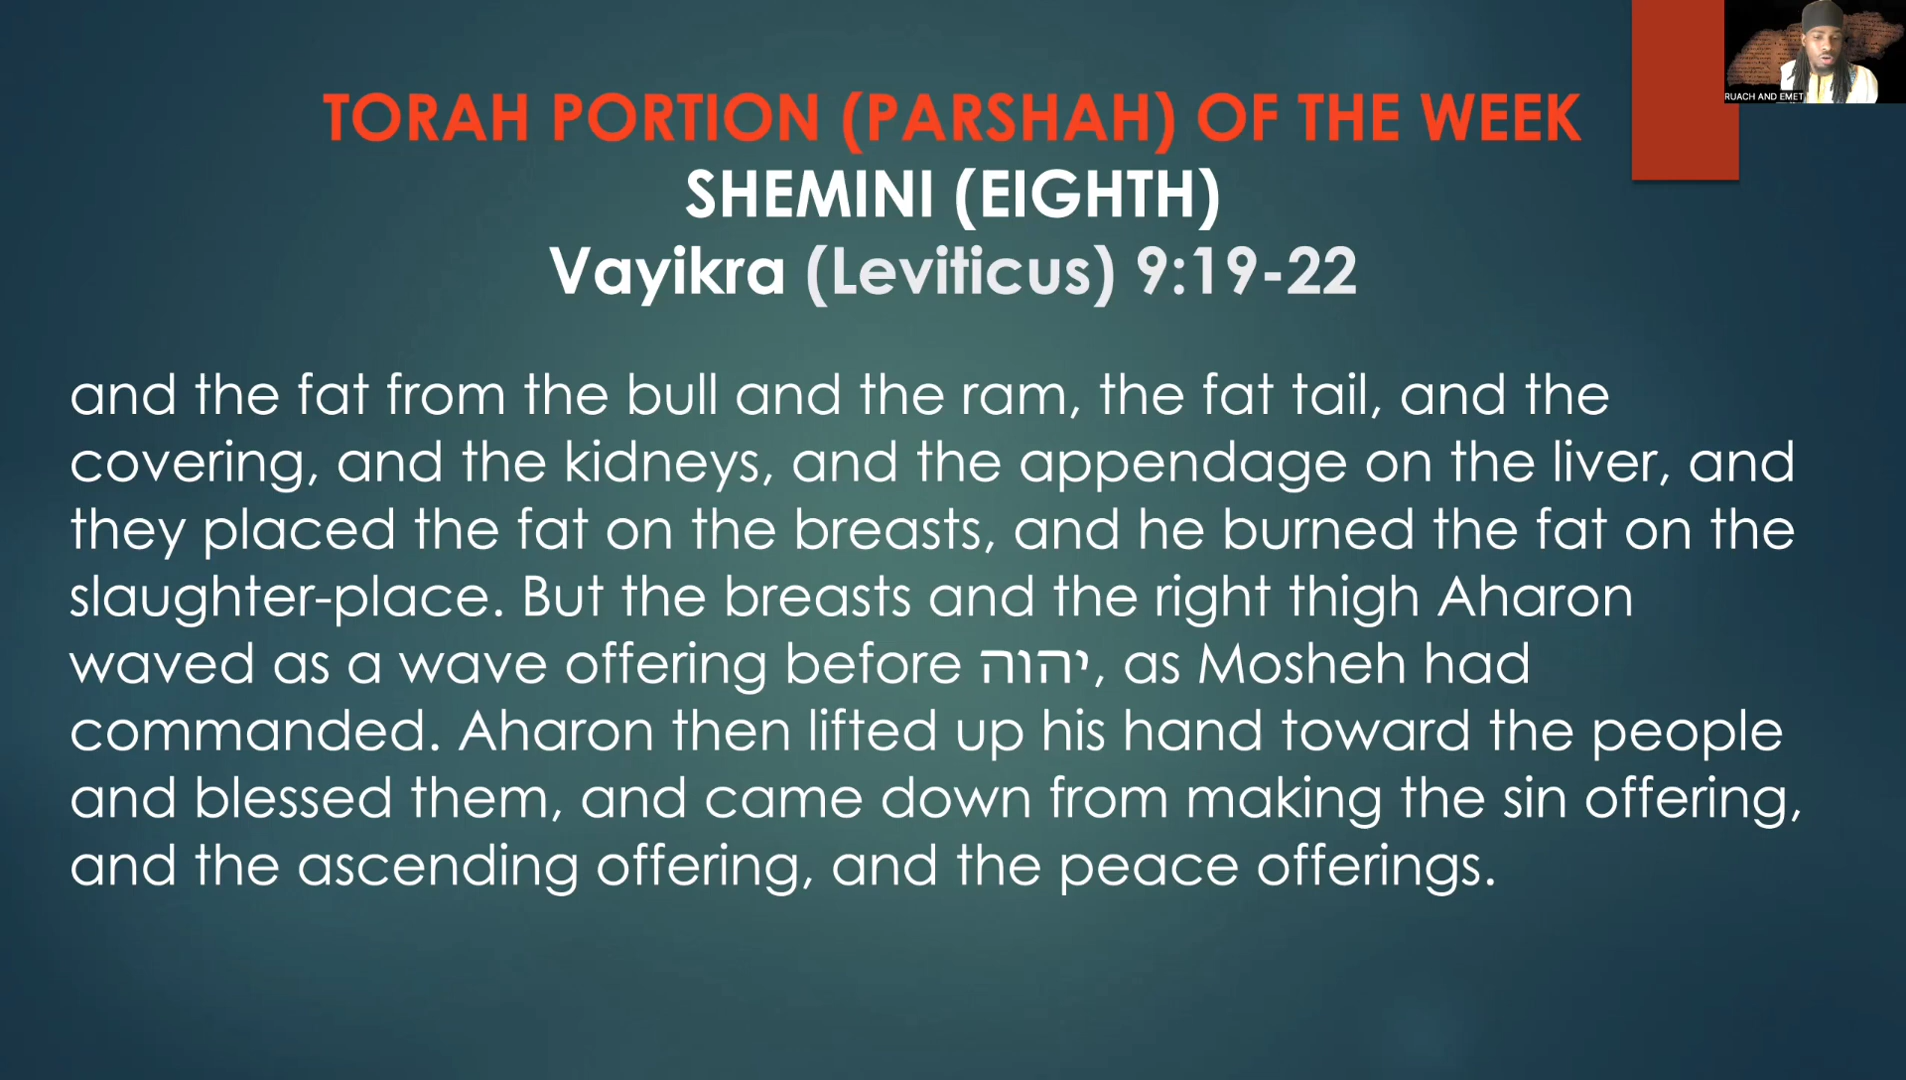 TORAH PORTION (PARSHAH) OF THE WEEK
SHEMINI (EIGHTH)
Vayikra (Leviticus) 9:19-22
and the fat from the bull and the ram, the fat tail, and the
covering, and the kidneys, and the appendage on the liver, and
they placed the fat on the breasts, and he burned the fat on the
slaughter-place. But the breasts and the right thigh Aharon
waved as a wave offering before יהוה, as Mosheh had
commanded. Aharon then lifted up his hand toward the people
and blessed them, and came down from making the sin offering,
and the ascending offering, and the peace offerings.
RUACH AND EMET